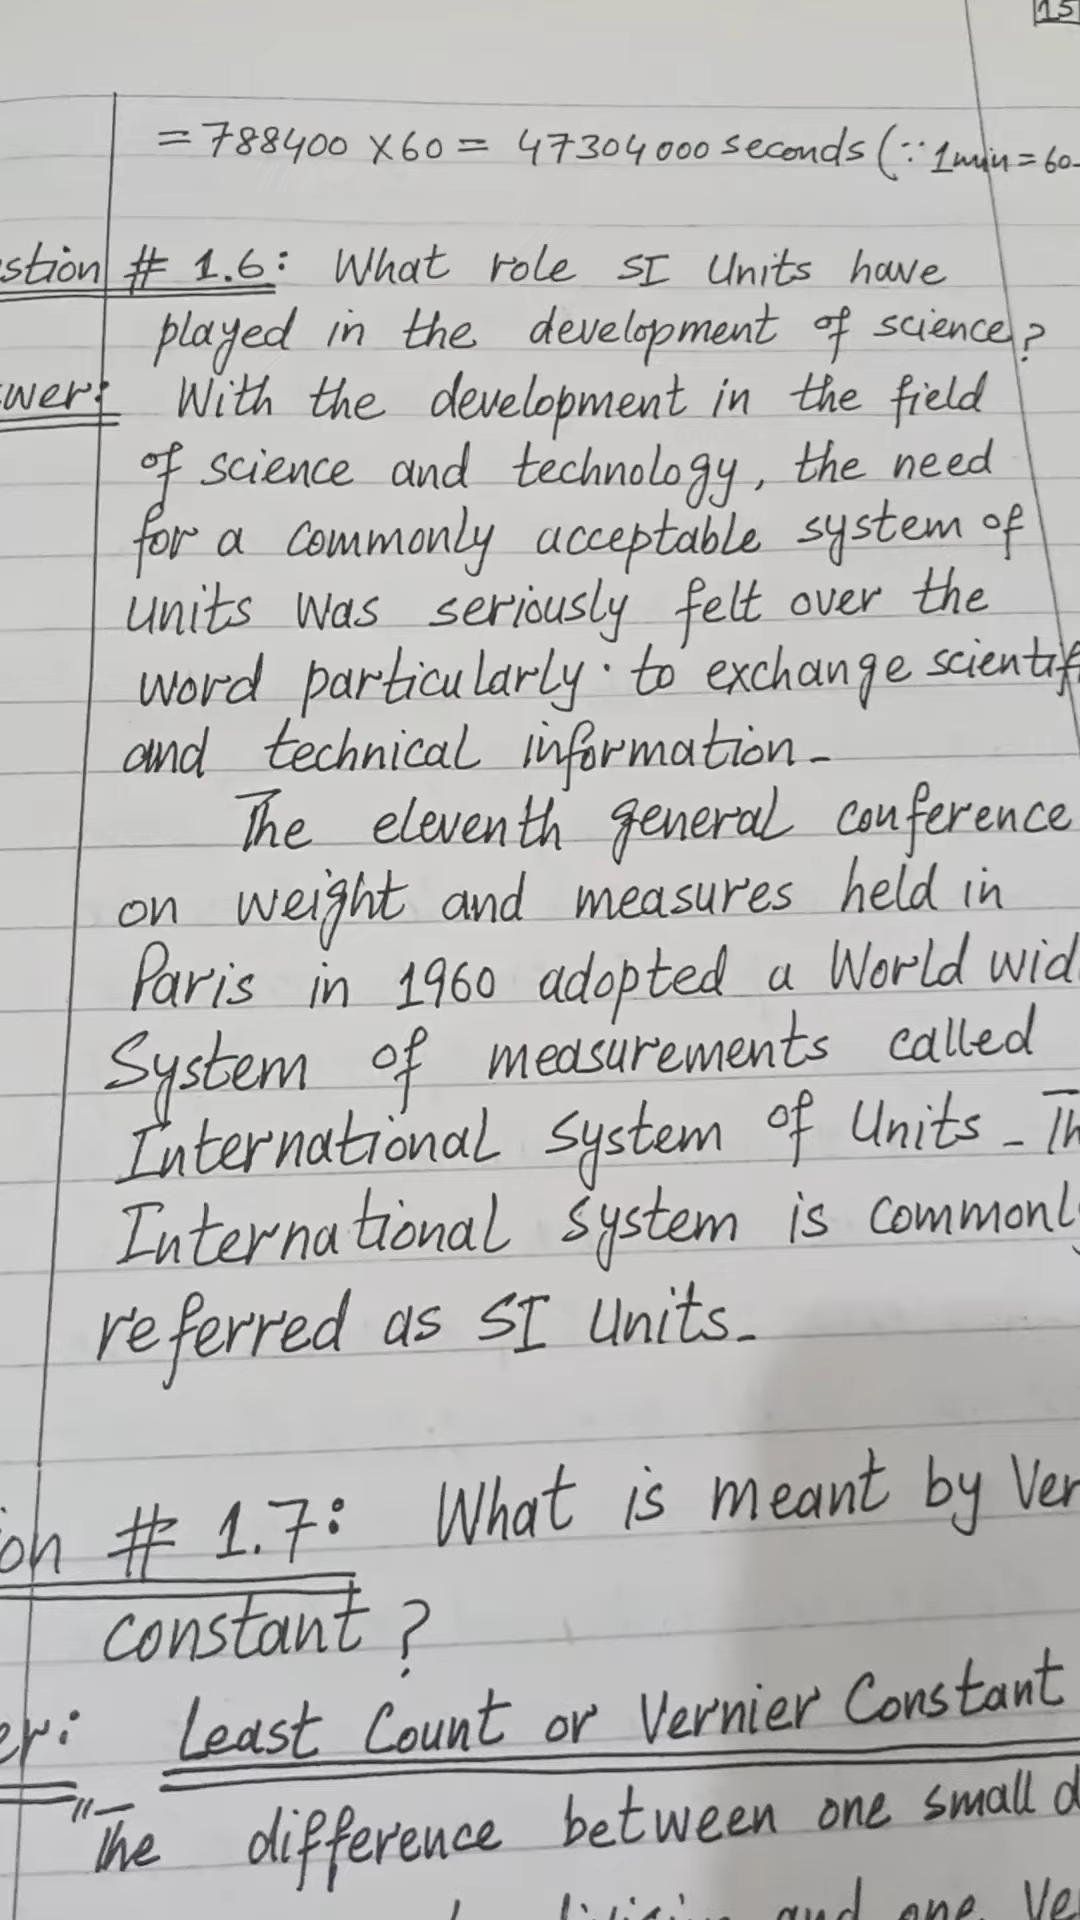 15
= 788400 X 60 = 47304000 seconds (∵ 1min = 60
stion # 1.6: What role SI Units have
played in the development of science?
wer: With the development in the field
of science and technology, the need
for a commonly acceptable system of
units was seriously felt over the
word particularly to exchange scientif
and technical information-
The eleventh general conference
on weight and measures held in
Paris in 1960 adopted a World wid
System of measurements called
International system of Units - Th
International system is commonl
referred as SI Units-
on # 1.7: What is meant by Ver
constant?
er: Least Count or Vernier Constant
"The difference between one small d
and one Ve